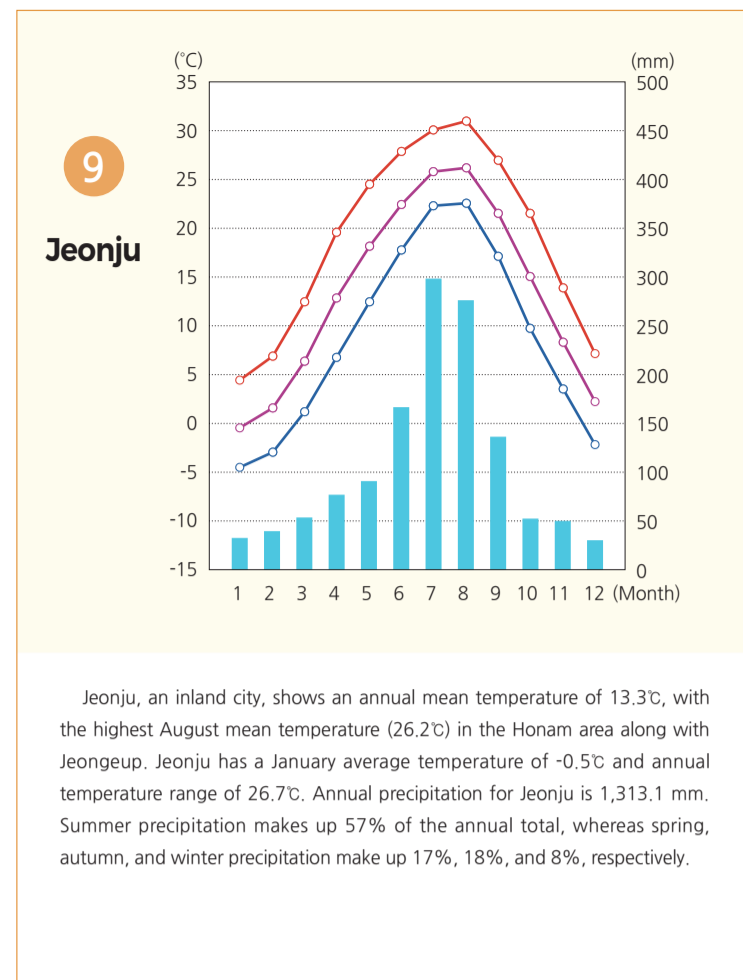 (°C)
(mm)
35
30
25
20
15
10
5
0
-5
-10
-15
500
450
400
350
300
250
200
150
100
50
0
9
Jeonju
1 2 3 4 5 6 7 8 9 10 11 12 (Month)
Jeonju, an inland city, shows an annual mean temperature of 13.3℃, with
the highest August mean temperature (26.2℃) in the Honam area along with
Jeongeup. Jeonju has a January average temperature of -0.5℃ and annual
temperature range of 26.7℃. Annual precipitation for Jeonju is 1,313.1 mm.
Summer precipitation makes up 57% of the annual total, whereas spring,
autumn, and winter precipitation make up 17%, 18%, and 8%, respectively.